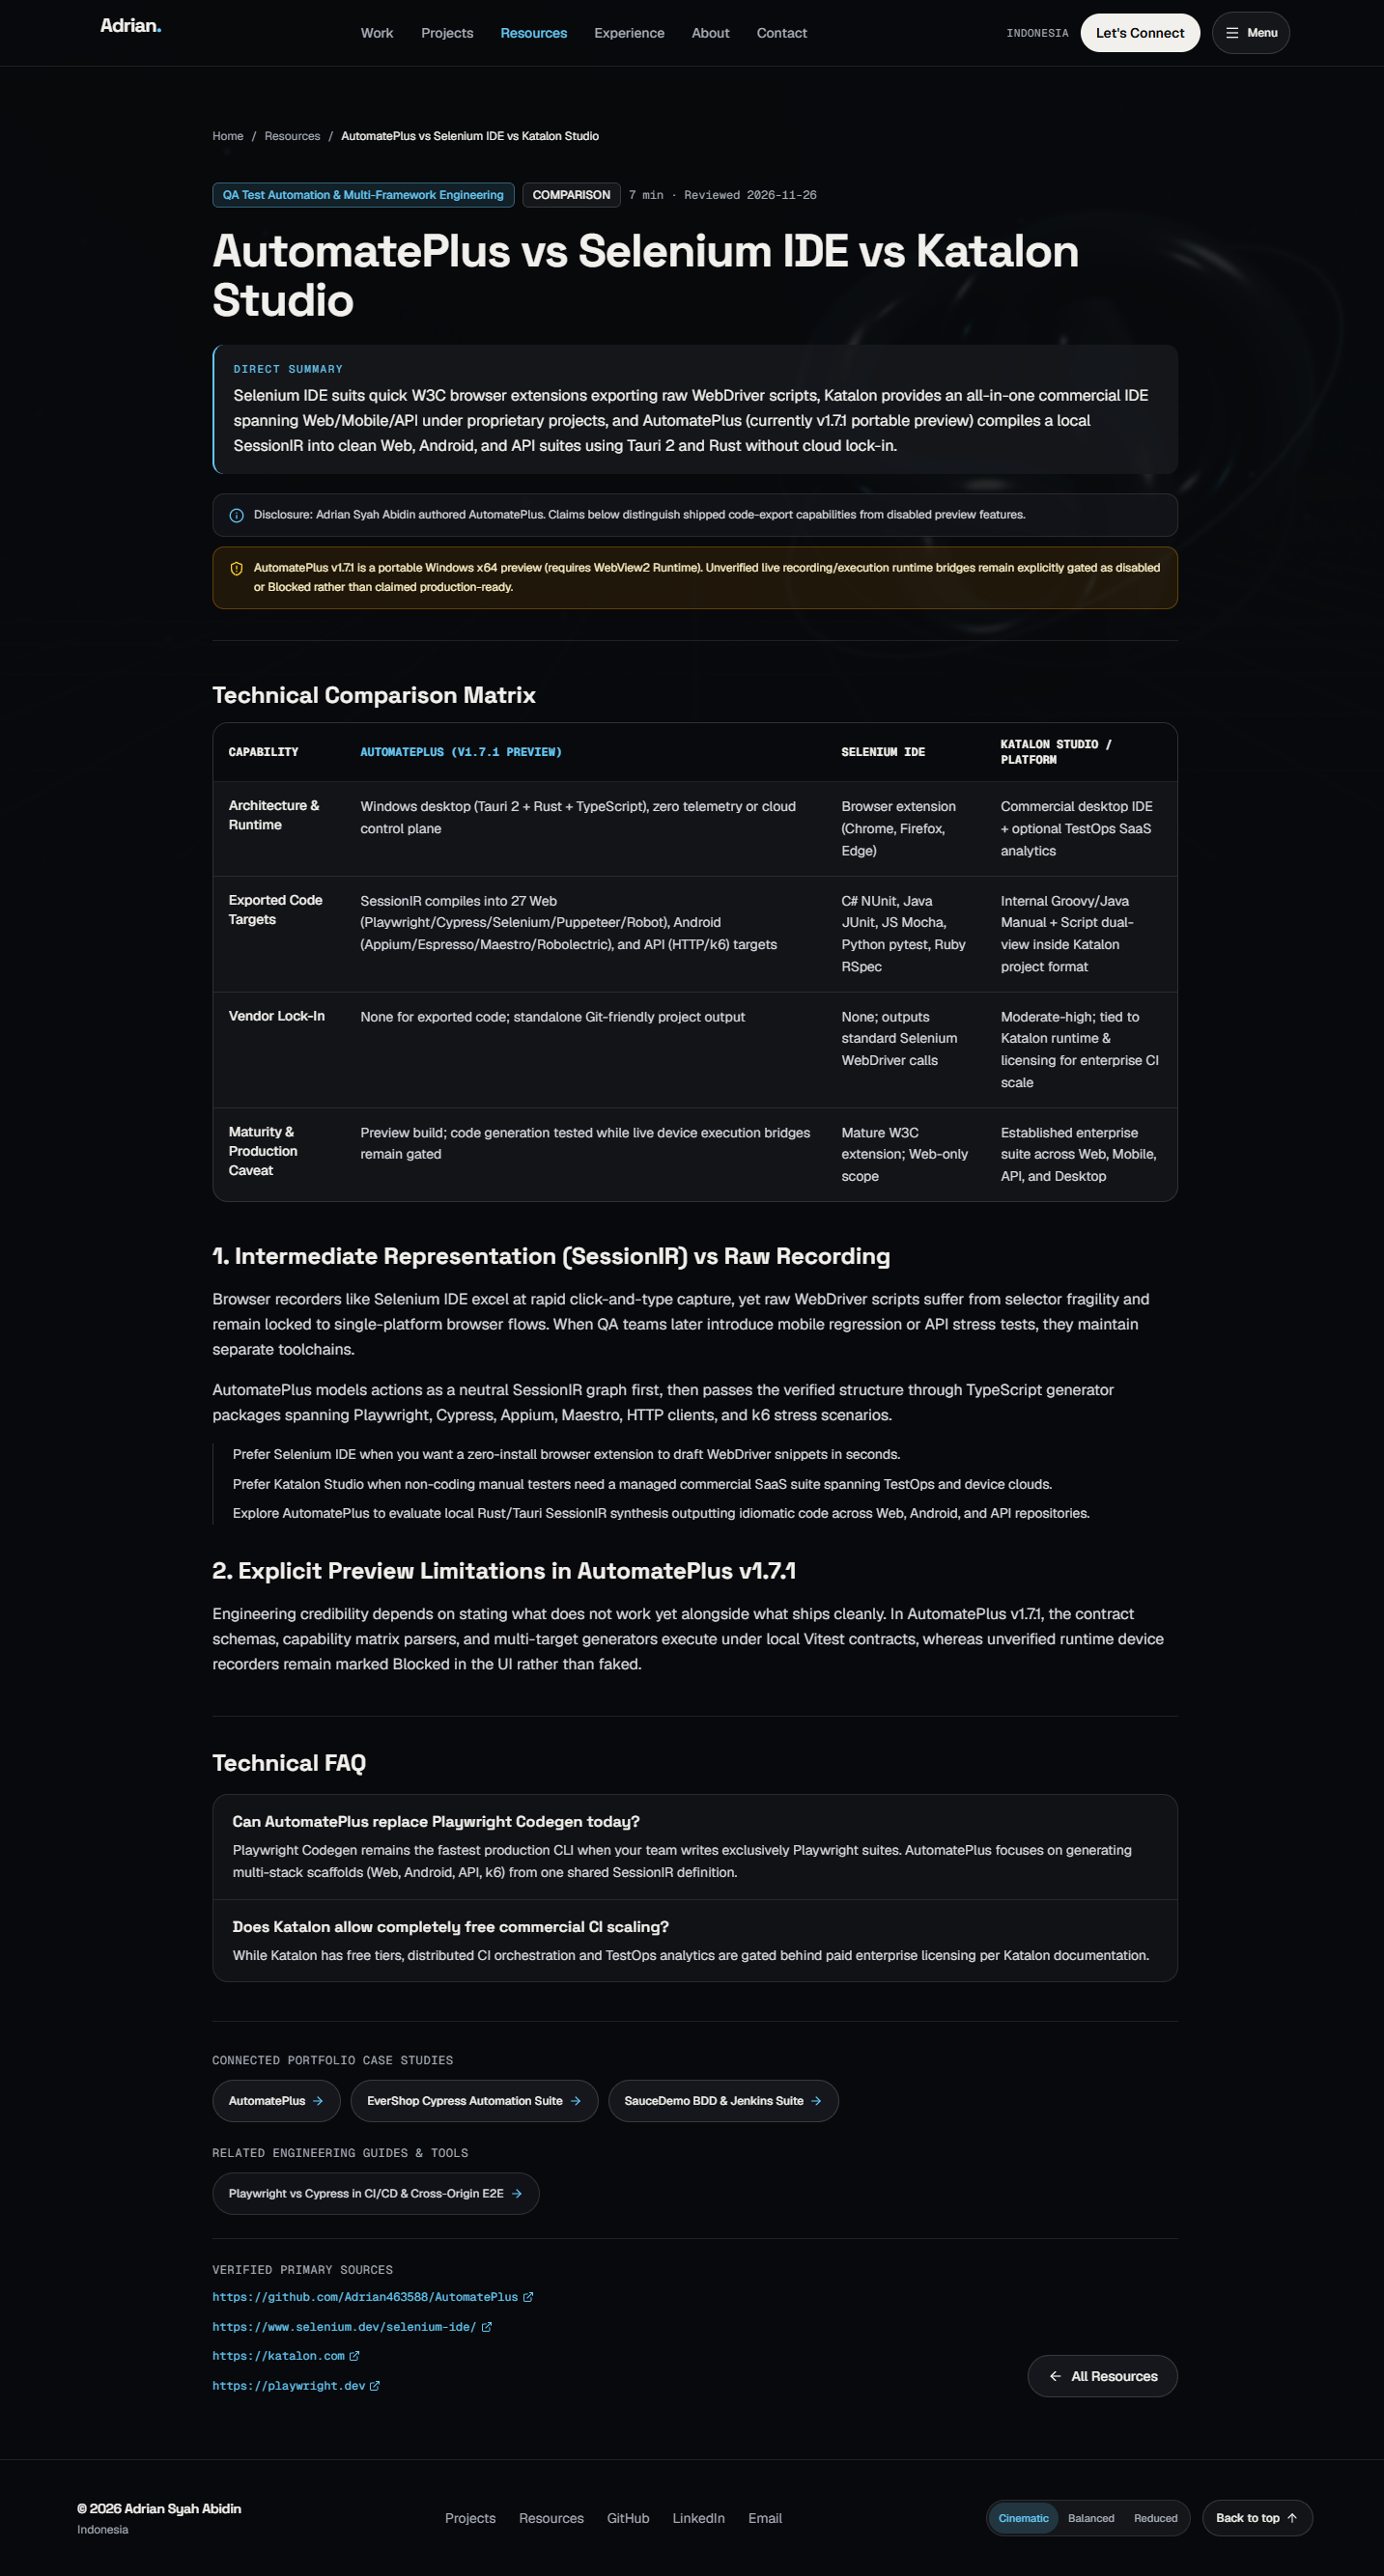 Adrian.
Work Projects Resources Experience About Contact
INDONESIA Let's Connect Menu
Home / Resources / AutomatePlus vs Selenium IDE vs Katalon Studio
QA Test Automation & Multi-Framework Engineering COMPARISON 7 min · Reviewed 2026-11-26
AutomatePlus vs Selenium IDE vs Katalon
Studio
DIRECT SUMMARY
Selenium IDE suits quick W3C browser extensions exporting raw WebDriver scripts, Katalon provides an all-in-one commercial IDE
spanning Web/Mobile/API under proprietary projects, and AutomatePlus (currently v1.7.1 portable preview) compiles a local
SessionIR into clean Web, Android, and API suites using Tauri 2 and Rust without cloud lock-in.
Disclosure: Adrian Syah Abidin authored AutomatePlus. Claims below distinguish shipped code-export capabilities from disabled preview features.
AutomatePlus v1.7.1 is a portable Windows x64 preview (requires WebView2 Runtime). Unverified live recording/execution runtime bridges remain explicitly gated as disabled
or Blocked rather than claimed production-ready.
Technical Comparison Matrix
CAPABILITY
AUTOMATEPLUS (V1.7.1 PREVIEW)
SELENIUM IDE
KATALON STUDIO /
PLATFORM
Architecture &
Runtime
Windows desktop (Tauri 2 + Rust + TypeScript), zero telemetry or cloud
control plane
Browser extension
(Chrome, Firefox,
Edge)
Commercial desktop IDE
+ optional TestOps SaaS
analytics
Exported Code
Targets
SessionIR compiles into 27 Web
(Playwright/Cypress/Selenium/Puppeteer/Robot), Android
(Appium/Espresso/Maestro/Robolectric), and API (HTTP/k6) targets
C# NUnit, Java
JUnit, JS Mocha,
Python pytest, Ruby
RSpec
Internal Groovy/Java
Manual + Script dual-
view inside Katalon
project format
Vendor Lock-In
None for exported code; standalone Git-friendly project output
None; outputs
standard Selenium
WebDriver calls
Moderate-high; tied to
Katalon runtime &
licensing for enterprise CI
scale
Maturity &
Production
Caveat
Preview build; code generation tested while live device execution bridges
remain gated
Mature W3C
extension; Web-only
scope
Established enterprise
suite across Web, Mobile,
API, and Desktop
1. Intermediate Representation (SessionIR) vs Raw Recording
Browser recorders like Selenium IDE excel at rapid click-and-type capture, yet raw WebDriver scripts suffer from selector fragility and
remain locked to single-platform browser flows. When QA teams later introduce mobile regression or API stress tests, they maintain
separate toolchains.
AutomatePlus models actions as a neutral SessionIR graph first, then passes the verified structure through TypeScript generator
packages spanning Playwright, Cypress, Appium, Maestro, HTTP clients, and k6 stress scenarios.
Prefer Selenium IDE when you want a zero-install browser extension to draft WebDriver snippets in seconds.
Prefer Katalon Studio when non-coding manual testers need a managed commercial SaaS suite spanning TestOps and device clouds.
Explore AutomatePlus to evaluate local Rust/Tauri SessionIR synthesis outputting idiomatic code across Web, Android, and API repositories.
2. Explicit Preview Limitations in AutomatePlus v1.7.1
Engineering credibility depends on stating what does not work yet alongside what ships cleanly. In AutomatePlus v1.7.1, the contract
schemas, capability matrix parsers, and multi-target generators execute under local Vitest contracts, whereas unverified runtime device
recorders remain marked Blocked in the UI rather than faked.
Technical FAQ
Can AutomatePlus replace Playwright Codegen today?
Playwright Codegen remains the fastest production CLI when your team writes exclusively Playwright suites. AutomatePlus focuses on generating
multi-stack scaffolds (Web, Android, API, k6) from one shared SessionIR definition.
Does Katalon allow completely free commercial CI scaling?
While Katalon has free tiers, distributed CI orchestration and TestOps analytics are gated behind paid enterprise licensing per Katalon documentation.
CONNECTED PORTFOLIO CASE STUDIES
AutomatePlus → EverShop Cypress Automation Suite → SauceDemo BDD & Jenkins Suite →
RELATED ENGINEERING GUIDES & TOOLS
Playwright vs Cypress in CI/CD & Cross-Origin E2E →
VERIFIED PRIMARY SOURCES
https://github.com/Adrian463588/AutomatePlus
https://www.selenium.dev/selenium-ide/
https://katalon.com
https://playwright.dev
← All Resources
© 2026 Adrian Syah Abidin
Indonesia
Projects Resources GitHub LinkedIn Email
Cinematic Balanced Reduced
Back to top ↑